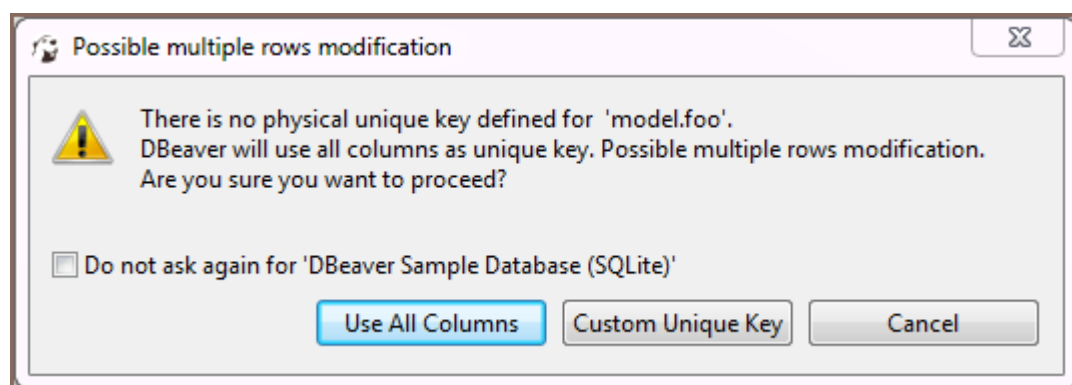 Possible multiple rows modification
There is no physical unique key defined for 'model.foo'.
DBeaver will use all columns as unique key. Possible multiple rows modification.
Are you sure you want to proceed?
Do not ask again for 'DBeaver Sample Database (SQLite)'
Use All Columns Custom Unique Key Cancel